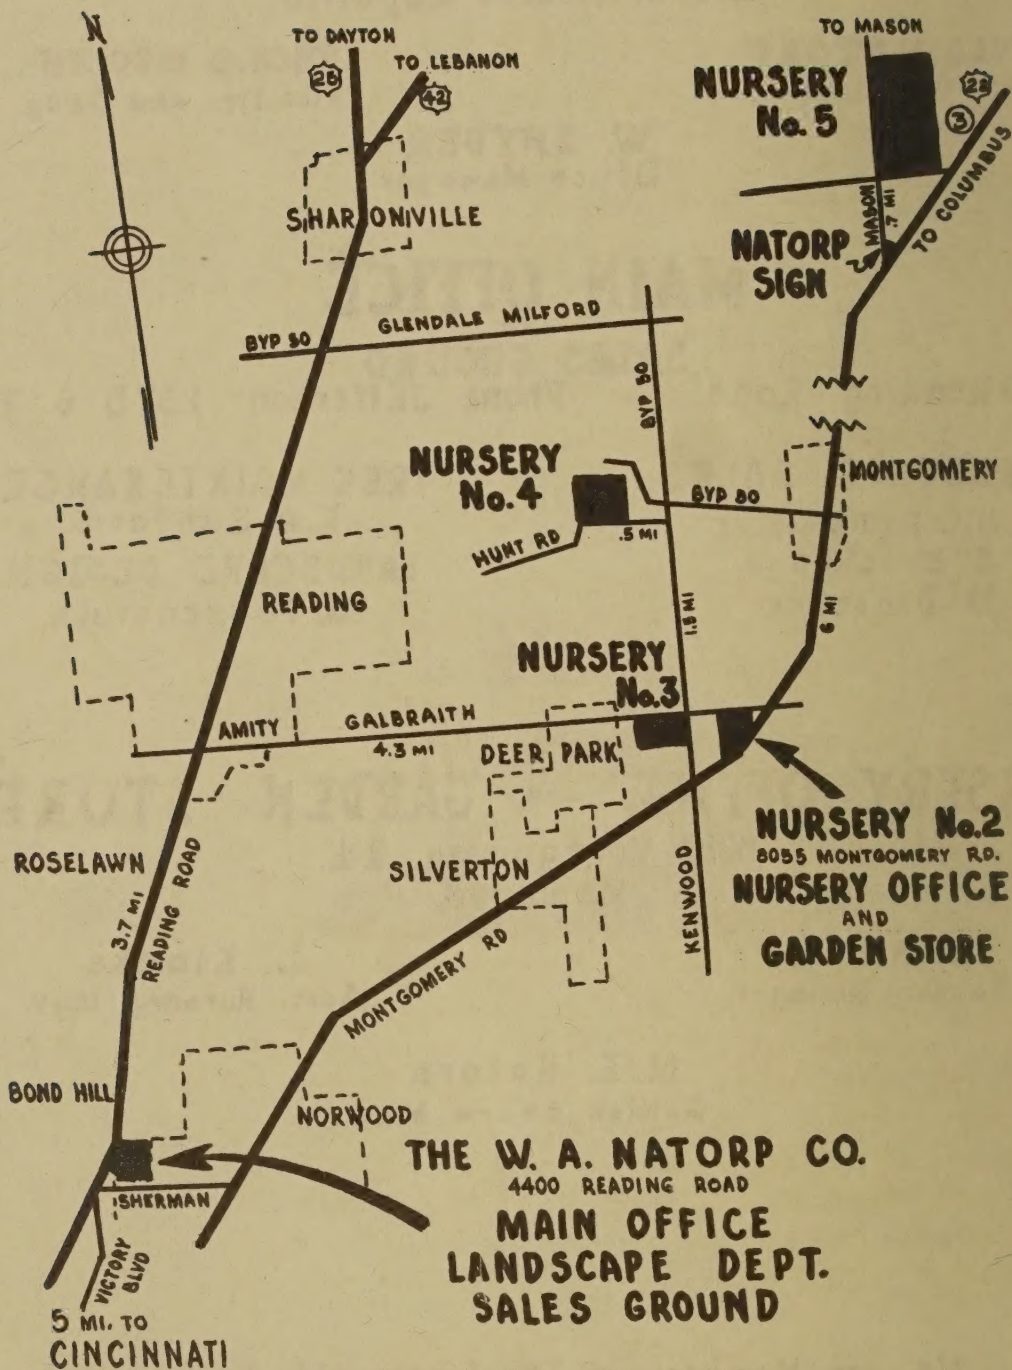 N
TO DAYTON
25
TO LEBANON
42
TO MASON
NURSERY
No. 5
22
3
TO COLUMBUS
MASON
.7 MI
NATORP
SIGN
SHARONVILLE
BYP 50
GLENDALE MILFORD
BYP 50
NURSERY
No. 4
BYP 50
MONTGOMERY
HUNT RD
.5 MI
READING
1.5 MI
6 MI
NURSERY
No. 3
AMITY
GALBRAITH
4.3 MI
DEER PARK
NURSERY No. 2
8055 MONTGOMERY RD.
NURSERY OFFICE
AND
GARDEN STORE
ROSELAWN
3.7 MI
READING ROAD
SILVERTON
KENWOOD
MONTGOMERY RD
BOND HILL
NORWOOD
THE W. A. NATORP CO.
4400 READING ROAD
MAIN OFFICE
LANDSCAPE DEPT.
SALES GROUND
SHERMAN
VICTORY
BLVD
5 MI. TO
CINCINNATI